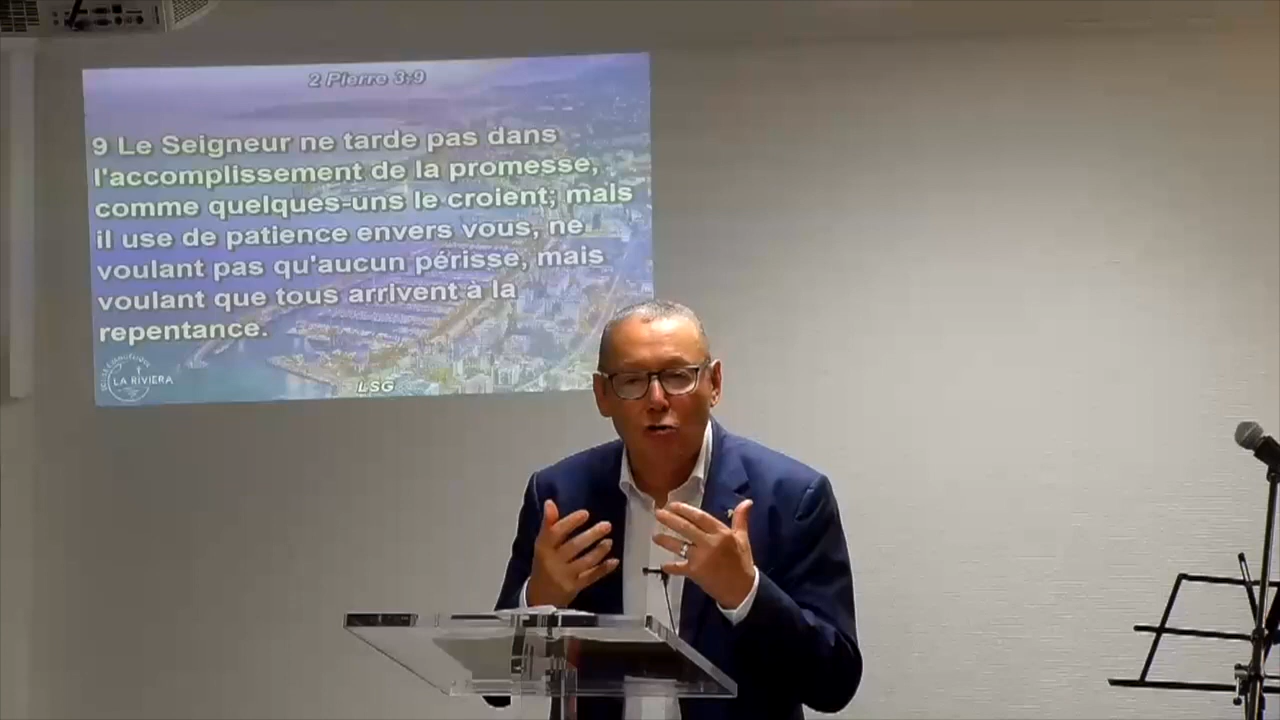 2 Pierre 3:9
9 Le Seigneur ne tarde pas dans
l'accomplissement de la promesse,
comme quelques-uns le croient; mais
il use de patience envers vous, ne
voulant pas qu'aucun périsse, mais
voulant que tous arrivent à la
repentance.
ÉGLISE ÉVANGÉLIQUE
LA RIVIERA
LSG